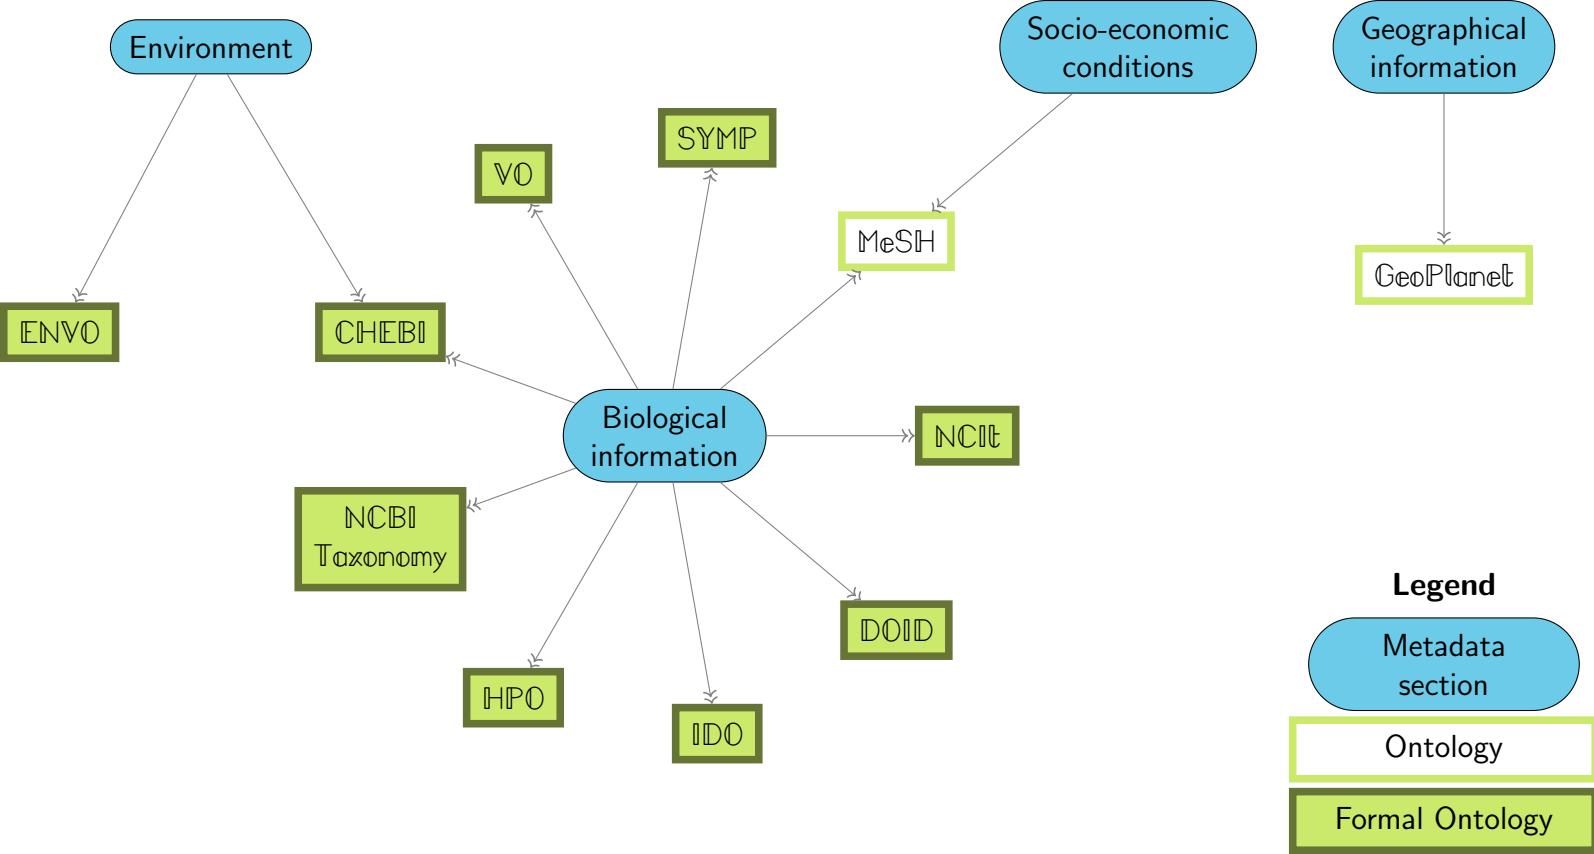 Environment
Socio-economic
conditions
Geographical
information
SYMP
VO
MeSH
GeoPlanet
ENVO
CHEBI
Biological
information
NCIt
NCBI
Taxonomy
DOID
HPO
IDO
Legend
Metadata
section
Ontology
Formal Ontology